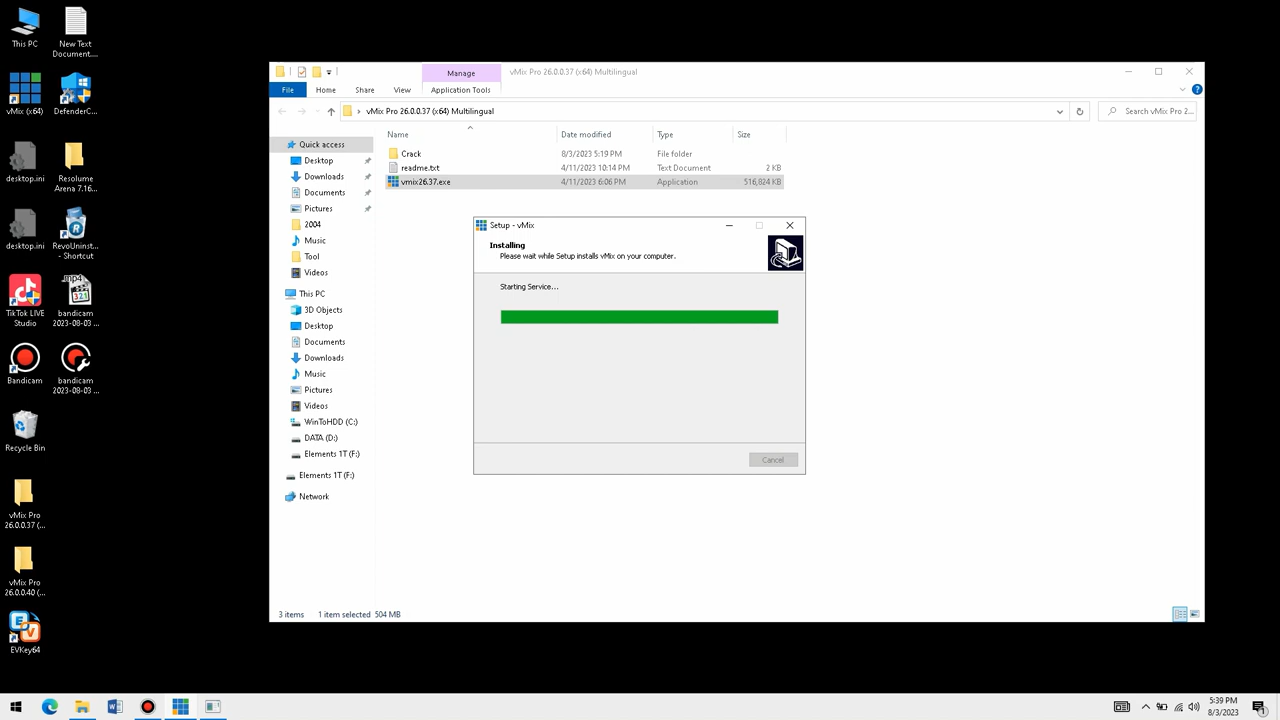 This PC
New Text
Document....
vMix (x64)
DefenderC...
desktop.ini
Resolume
Arena 7.16...
desktop.ini
RevoUninst...
- Shortcut
TikTok LIVE
Studio
mp4
321
bandicam
2023-08-03 ...
Bandicam
bandicam
2023-08-03 ...
Recycle Bin
vMix Pro
26.0.0.37 (...
vMix Pro
26.0.0.40 (...
EVKey64
Manage
vMix Pro 26.0.0.37 (x64) Multilingual
File
Home
Share
View
Application Tools
vMix Pro 26.0.0.37 (x64) Multilingual
Search vMix Pro 2...
Quick access
Desktop
Downloads
Documents
Pictures
2004
Music
Tool
Videos
This PC
3D Objects
Desktop
Documents
Downloads
Music
Pictures
Videos
WinToHDD (C:)
DATA (D:)
Elements 1T (F:)
Elements 1T (F:)
Network
Name Date modified Type Size
Crack 8/3/2023 5:19 PM File folder
readme.txt 4/11/2023 10:14 PM Text Document 2 KB
vmix26.37.exe 4/11/2023 6:06 PM Application 516,824 KB
Setup - vMix
Installing
Please wait while Setup installs vMix on your computer.
Starting Service...
Cancel
3 items 1 item selected 504 MB
5:39 PM
8/3/2023
1